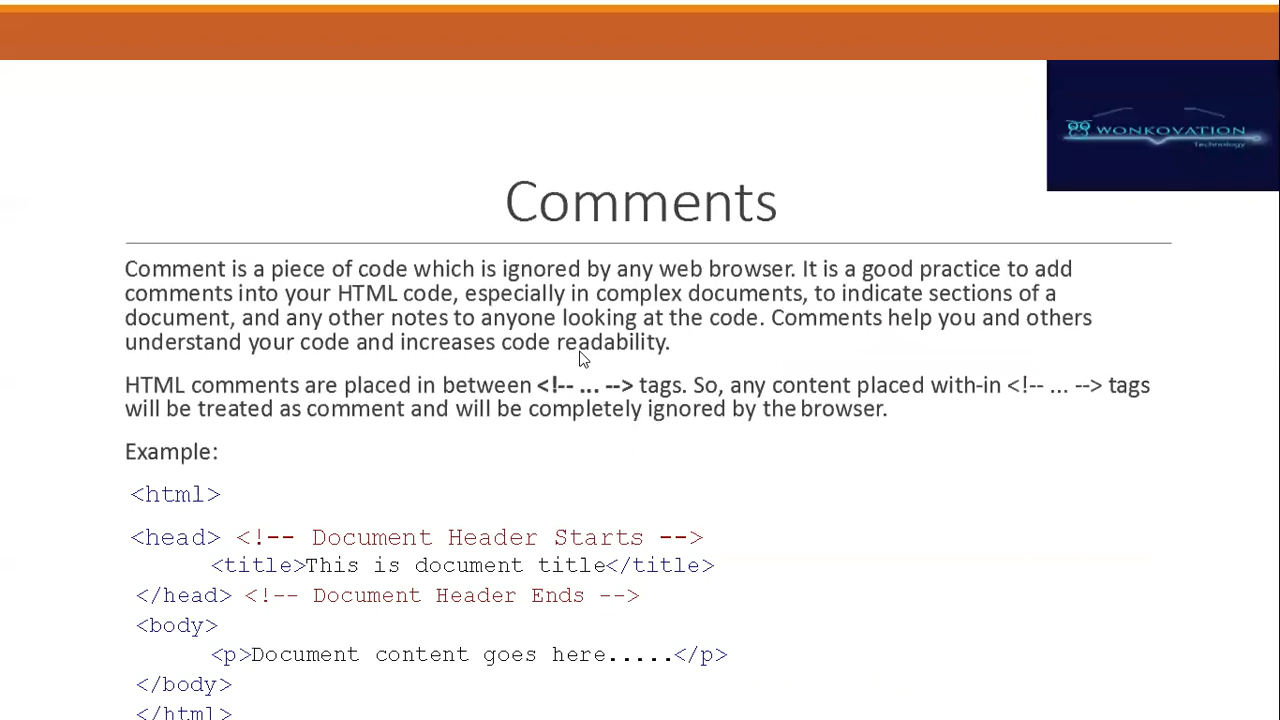 WONKOVATION
Technology
Comments
Comment is a piece of code which is ignored by any web browser. It is a good practice to add
comments into your HTML code, especially in complex documents, to indicate sections of a
document, and any other notes to anyone looking at the code. Comments help you and others
understand your code and increases code readability.
HTML comments are placed in between <!-- ... --> tags. So, any content placed with-in <!-- ... --> tags
will be treated as comment and will be completely ignored by the browser.
Example:
<html>
<head> <!-- Document Header Starts -->
<title>This is document title</title>
</head> <!-- Document Header Ends -->
<body>
<p>Document content goes here.....</p>
</body>
</html>